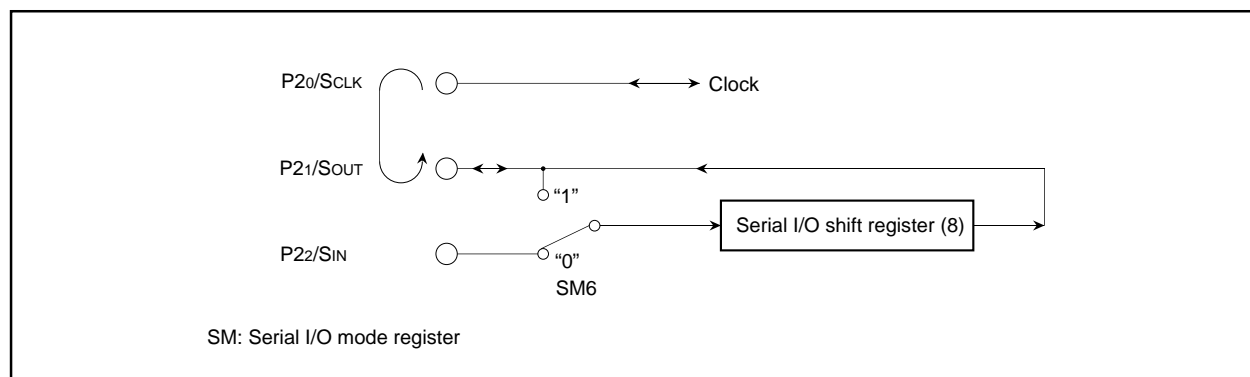 P20/SCLK
Clock
P21/SOUT
“1”
Serial I/O shift register (8)
P22/SIN
“0”
SM6
SM: Serial I/O mode register